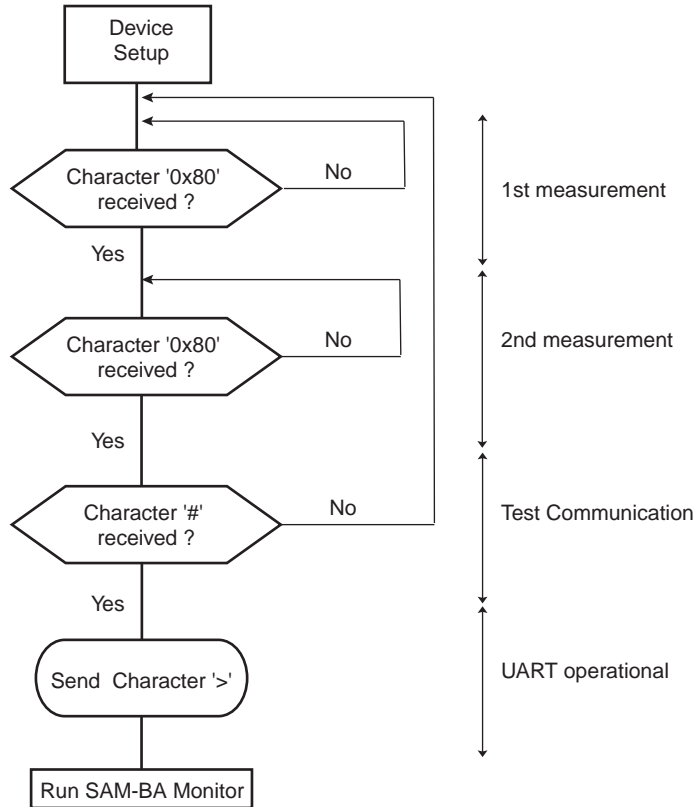 Device
Setup
Character '0x80'
received ?
No
1st measurement
Yes
Character '0x80'
received ?
No
2nd measurement
Yes
Character '#'
received ?
No
Test Communication
Yes
Send Character '>'
UART operational
Run SAM-BA Monitor